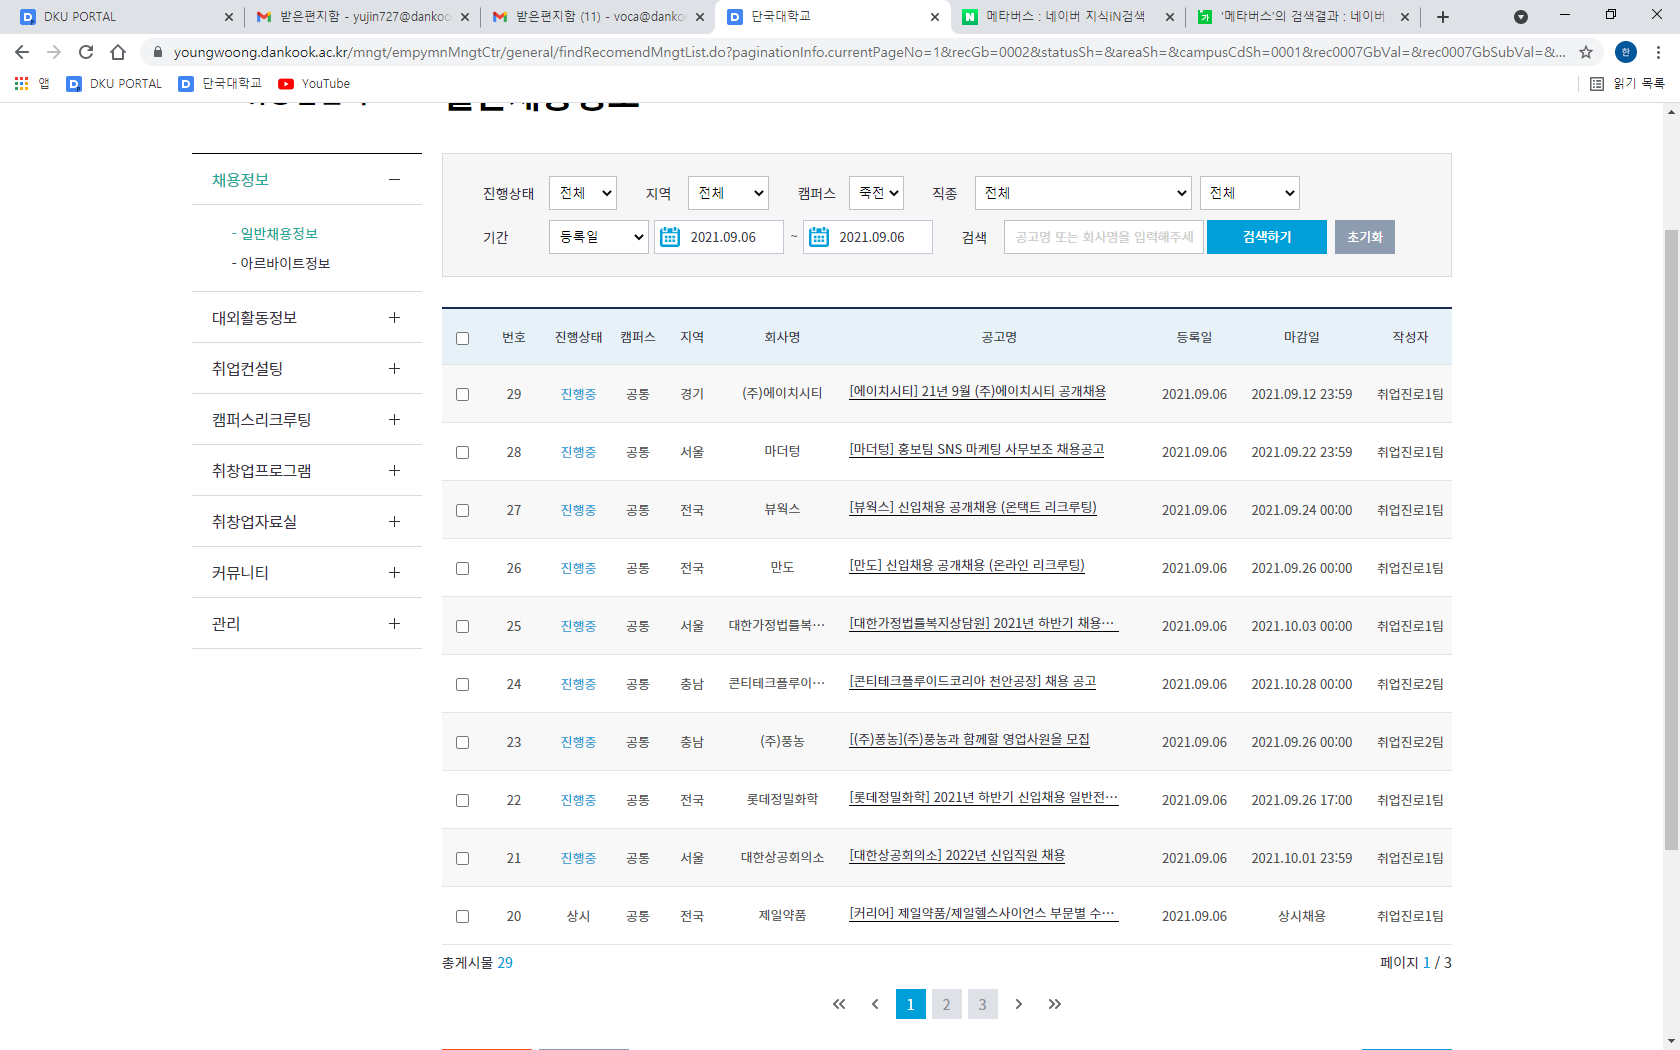 DKU PORTAL
받은편지함 - yujin727@dankoo
받은편지함 (11) - voca@danko
단국대학교
메타버스 : 네이버 지식iN검색
'메타버스'의 검색결과 : 네이버
youngwoong.dankook.ac.kr/mngt/empymnMngtCtr/general/findRecomendMngtList.do?paginationInfo.currentPageNo=1&recGb=0002&statusSh=&areaSh=&campusCdSh=0001&rec0007GbVal=&rec0007GbSubVal=&...
한
앱 DKU PORTAL 단국대학교 YouTube 읽기 목록
채용정보
- 일반채용정보
- 아르바이트정보
대외활동정보
취업컨설팅
캠퍼스리크루팅
취창업프로그램
취창업자료실
커뮤니티
관리
진행상태 전체 지역 전체 캠퍼스 죽전 직종 전체 전체
기간 등록일 2021.09.06 ~ 2021.09.06 검색 공고명 또는 회사명을 입력해주세 검색하기 초기화
번호 진행상태 캠퍼스 지역 회사명 공고명 등록일 마감일 작성자
29 진행중 공통 경기 (주)에이치시티 [에이치시티] 21년 9월 (주)에이치시티 공개채용 2021.09.06 2021.09.12 23:59 취업진로1팀
28 진행중 공통 서울 마더텅 [마더텅] 홍보팀 SNS 마케팅 사무보조 채용공고 2021.09.06 2021.09.22 23:59 취업진로1팀
27 진행중 공통 전국 뷰웍스 [뷰웍스] 신입채용 공개채용 (온택트 리크루팅) 2021.09.06 2021.09.24 00:00 취업진로1팀
26 진행중 공통 전국 만도 [만도] 신입채용 공개채용 (온라인 리크루팅) 2021.09.06 2021.09.26 00:00 취업진로1팀
25 진행중 공통 서울 대한가정법률복… [대한가정법률복지상담원] 2021년 하반기 채용… 2021.09.06 2021.10.03 00:00 취업진로1팀
24 진행중 공통 충남 콘티테크플루이… [콘티테크플루이드코리아 천안공장] 채용 공고 2021.09.06 2021.10.28 00:00 취업진로2팀
23 진행중 공통 충남 (주)풍농 [(주)퐁농](주)풍농과 함께할 영업사원을 모집 2021.09.06 2021.09.26 00:00 취업진로2팀
22 진행중 공통 전국 롯데정밀화학 [롯데정밀화학] 2021년 하반기 신입채용 일반전… 2021.09.06 2021.09.26 17:00 취업진로1팀
21 진행중 공통 서울 대한상공회의소 [대한상공회의소] 2022년 신입직원 채용 2021.09.06 2021.10.01 23:59 취업진로1팀
20 상시 공통 전국 제일약품 [커리어] 제일약품/제일헬스사이언스 부문별 수… 2021.09.06 상시채용 취업진로1팀
총게시물 29
페이지 1 / 3
1 2 3